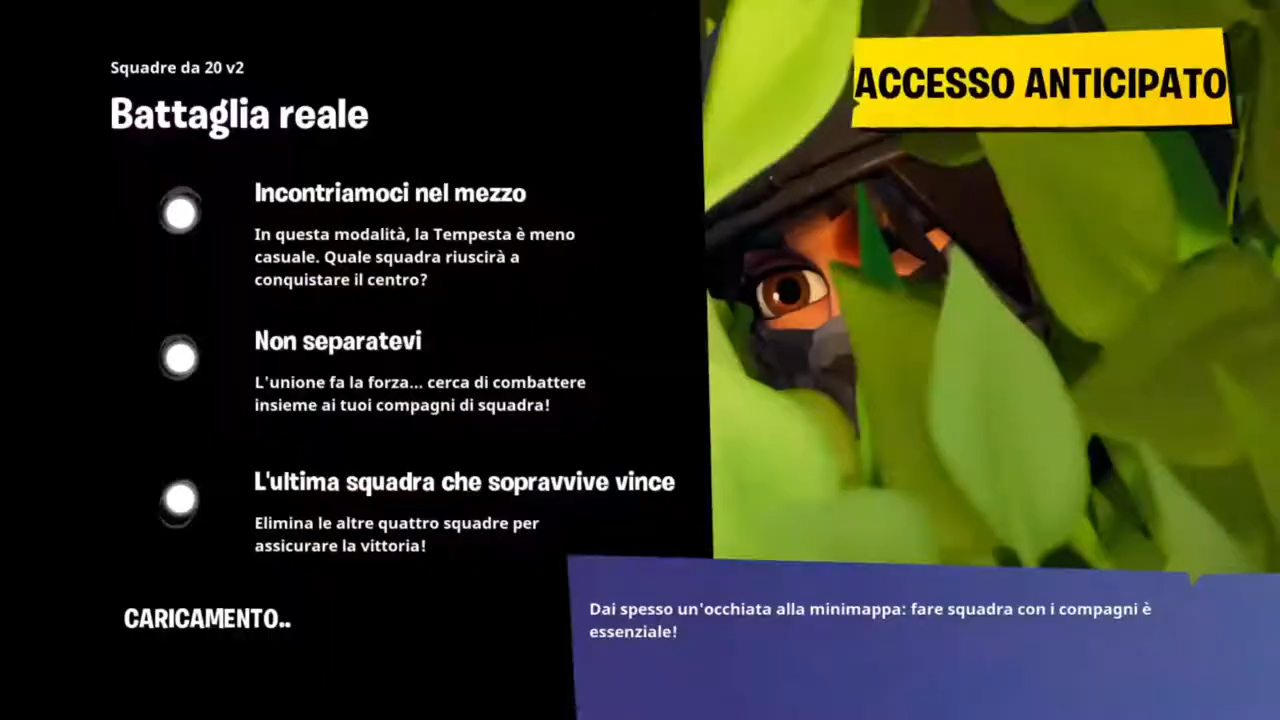 Squadre da 20 v2
Battaglia reale
ACCESSO ANTICIPATO
Incontriamoci nel mezzo
In questa modalità, la Tempesta è meno
casuale. Quale squadra riuscirà a
conquistare il centro?
Non separatevi
L'unione fa la forza... cerca di combattere
insieme ai tuoi compagni di squadra!
L'ultima squadra che sopravvive vince
Elimina le altre quattro squadre per
assicurare la vittoria!
CARICAMENTO..
Dai spesso un'occhiata alla minimappa: fare squadra con i compagni è
essenziale!